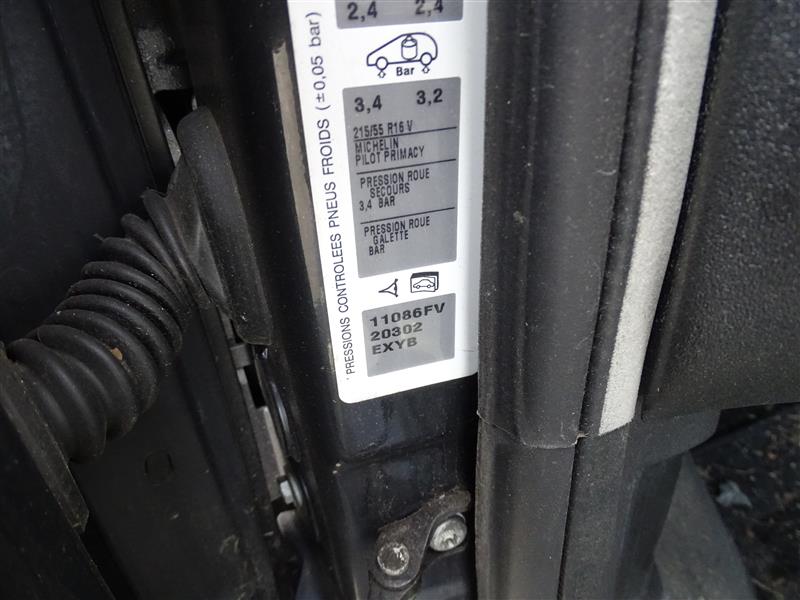 2,4 2,4
Bar
3,4 3,2
215/55 R16 V
MICHELIN
PILOT PRIMACY
PRESSION ROUE
SECOURS
3,4 BAR
PRESSION ROUE
GALETTE
BAR
11086FV
20302
EXYB
PRESSIONS CONTROLEES PNEUS FROIDS (±0,05 bar)